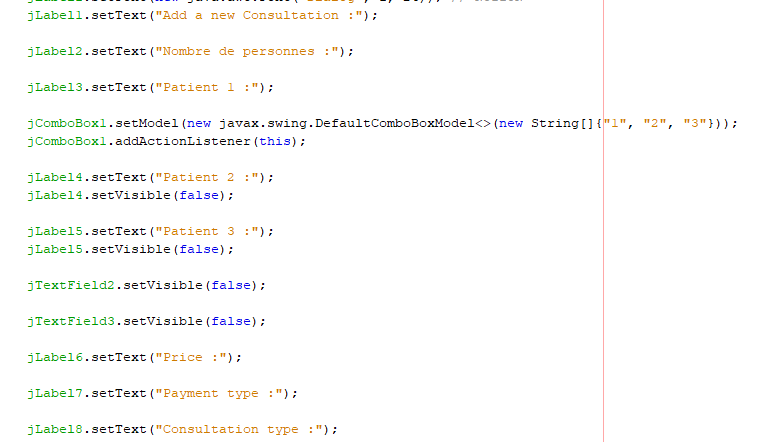 jLabel1.setText("Add a new Consultation :");
jLabel2.setText("Nombre de personnes :");
jLabel3.setText("Patient 1 :");
jComboBox1.setModel(new javax.swing.DefaultComboBoxModel<>(new String[]{"1", "2", "3"}));
jComboBox1.addActionListener(this);
jLabel4.setText("Patient 2 :");
jLabel4.setVisible(false);
jLabel5.setText("Patient 3 :");
jLabel5.setVisible(false);
jTextField2.setVisible(false);
jTextField3.setVisible(false);
jLabel6.setText("Price :");
jLabel7.setText("Payment type :");
jLabel8.setText("Consultation type :");